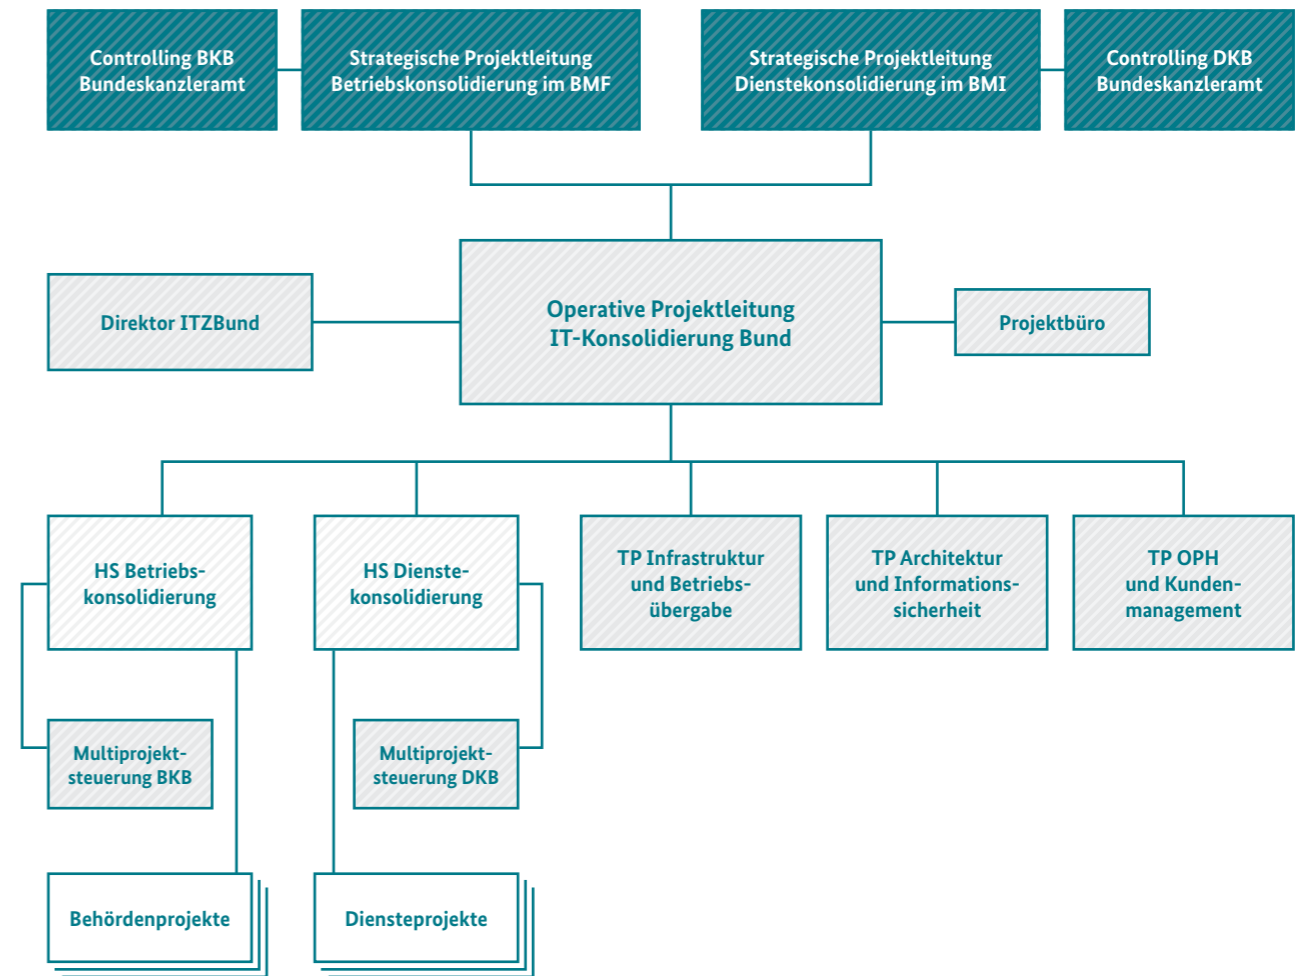 Controlling BKB
Bundeskanzleramt
Strategische Projektleitung
Betriebskonsolidierung im BMF
Strategische Projektleitung
Dienstekonsolidierung im BMI
Controlling DKB
Bundeskanzleramt
Direktor ITZBund
Operative Projektleitung
IT-Konsolidierung Bund
Projektbüro
HS Betriebs-
konsolidierung
HS Dienste-
konsolidierung
TP Infrastruktur
und Betriebs-
übergabe
TP Architektur
und Informations-
sicherheit
TP OPH
und Kunden-
management
Multiprojekt-
steuerung BKB
Multiprojekt-
steuerung DKB
Behördenprojekte
Diensteprojekte